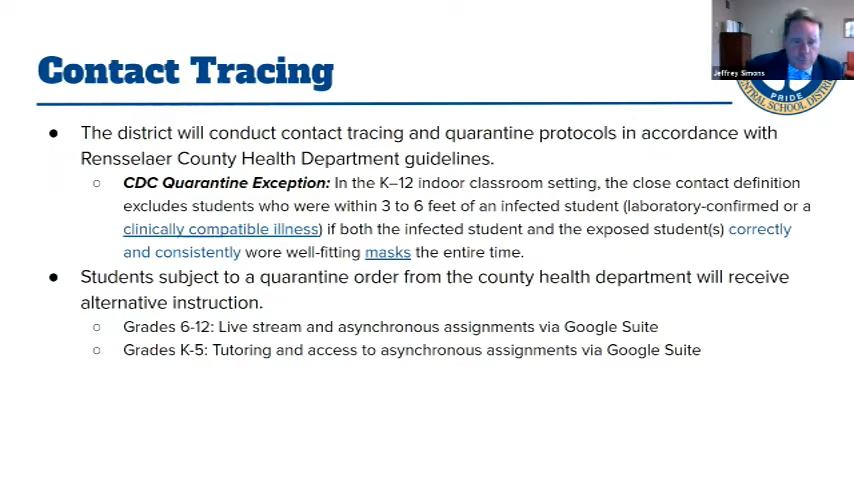 Jeffrey Simons
Contact Tracing
PRIDE
CENTRAL SCHOOL DISTRI
● The district will conduct contact tracing and quarantine protocols in accordance with
Rensselaer County Health Department guidelines.
○ CDC Quarantine Exception: In the K–12 indoor classroom setting, the close contact definition
excludes students who were within 3 to 6 feet of an infected student (laboratory-confirmed or a
clinically compatible illness) if both the infected student and the exposed student(s) correctly
and consistently wore well-fitting masks the entire time.
● Students subject to a quarantine order from the county health department will receive
alternative instruction.
○ Grades 6-12: Live stream and asynchronous assignments via Google Suite
○ Grades K-5: Tutoring and access to asynchronous assignments via Google Suite